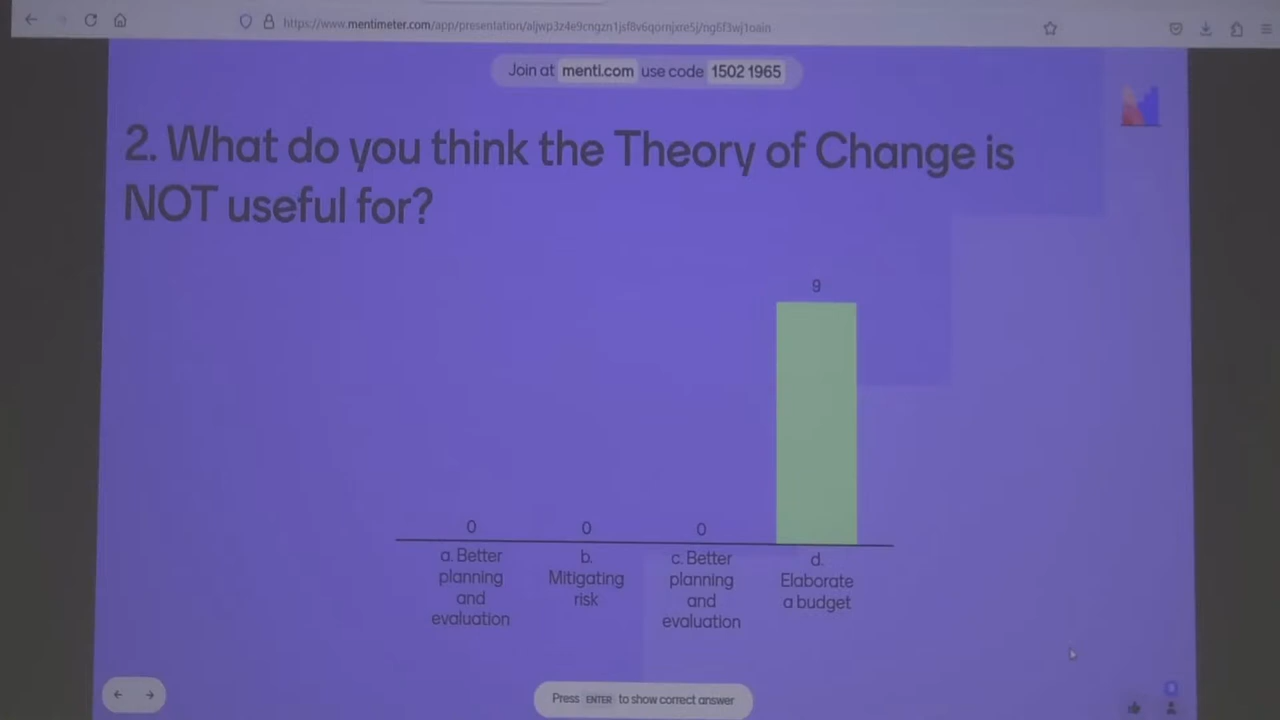 https://www.mentimeter.com/app/presentation/
Join at menti.com use code 1502 1965
2. What do you think the Theory of Change is
NOT useful for?
9
0
0
0
a. Better
planning
and
evaluation
b.
Mitigating
risk
c. Better
planning
and
evaluation
d.
Elaborate
a budget
Press ENTER to show correct answer